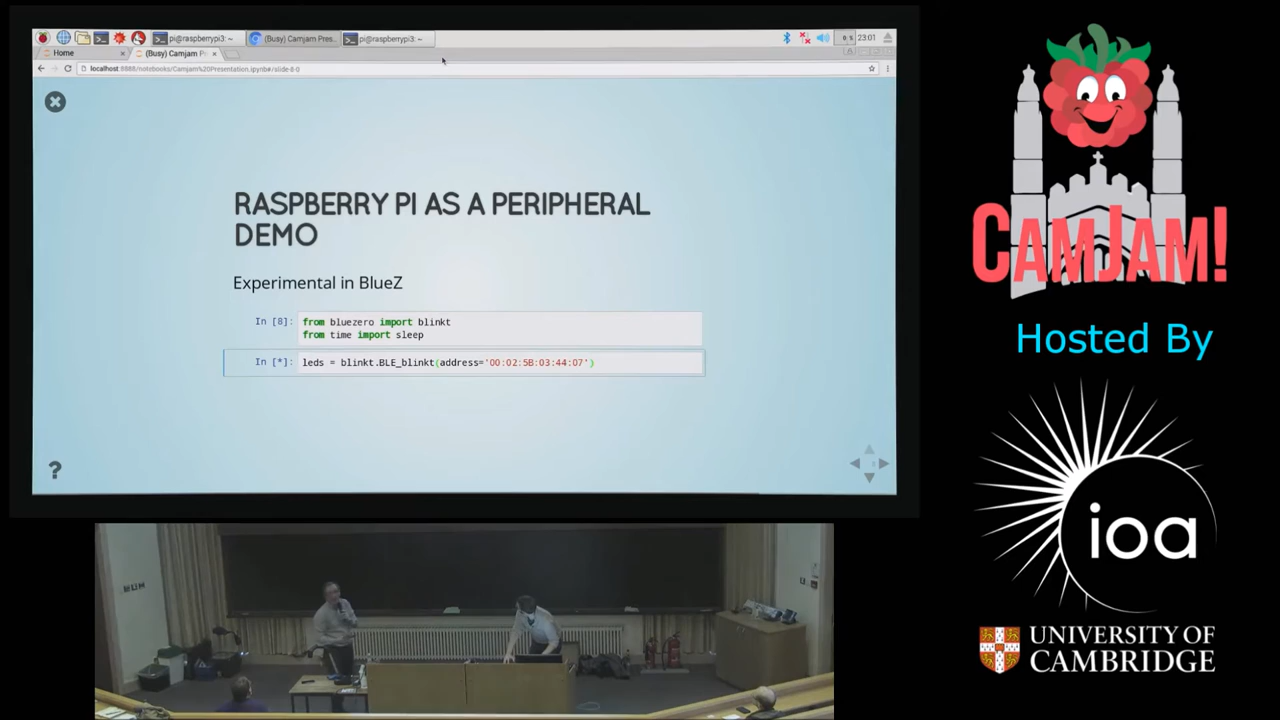 pi@raspberrypi3: ~
(Busy) Camjam Pres...
pi@raspberrypi3: ~
0 %
23:01
Home
(Busy) Camjam Pr
localhost:8888/notebooks/Camjam%20Presentation.ipynb#/slide-8-0
RASPBERRY PI AS A PERIPHERAL
DEMO
Experimental in BlueZ
In [8]:
from bluezero import blinkt
from time import sleep
In [*]:
leds = blinkt.BLE_blinkt(address='00:02:5B:03:44:07')
?
CAMJAM!
Hosted By
ioa
UNIVERSITY OF
CAMBRIDGE